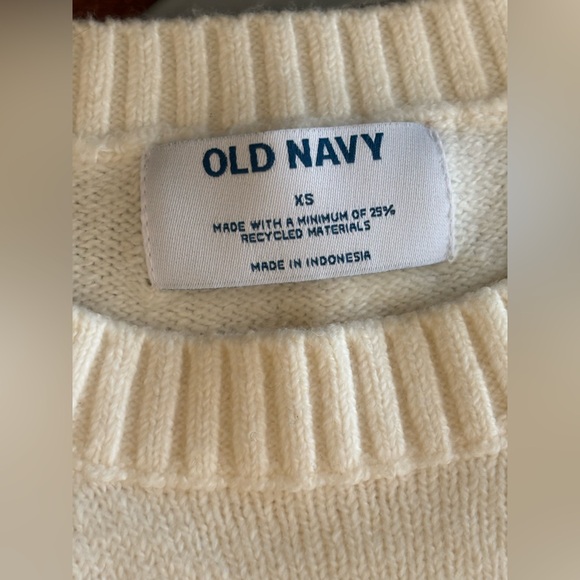 OLD NAVY
XS
MADE WITH A MINIMUM OF 25%
RECYCLED MATERIALS
MADE IN INDONESIA